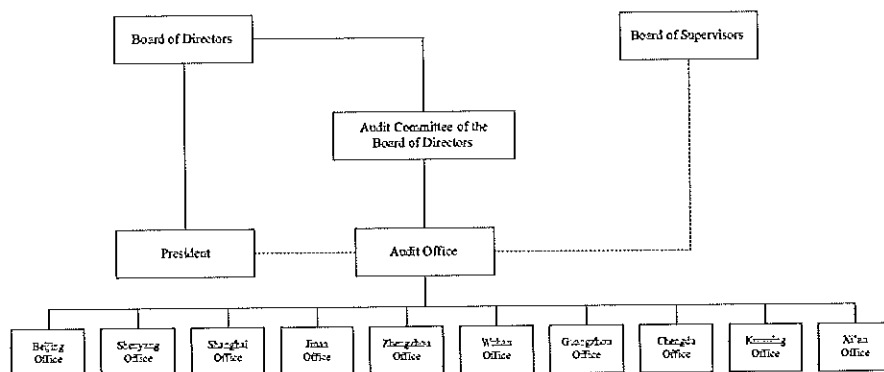 Board of Directors
Board of Supervisors
Audit Committee of the
Board of Directors
President
Audit Office
Beijing
Office
Shenyang
Office
Shanghai
Office
Jinan
Office
Zhengzhou
Office
Wuhan
Office
Guangzhou
Office
Chengdu
Office
Kunming
Office
Xi'an
Office